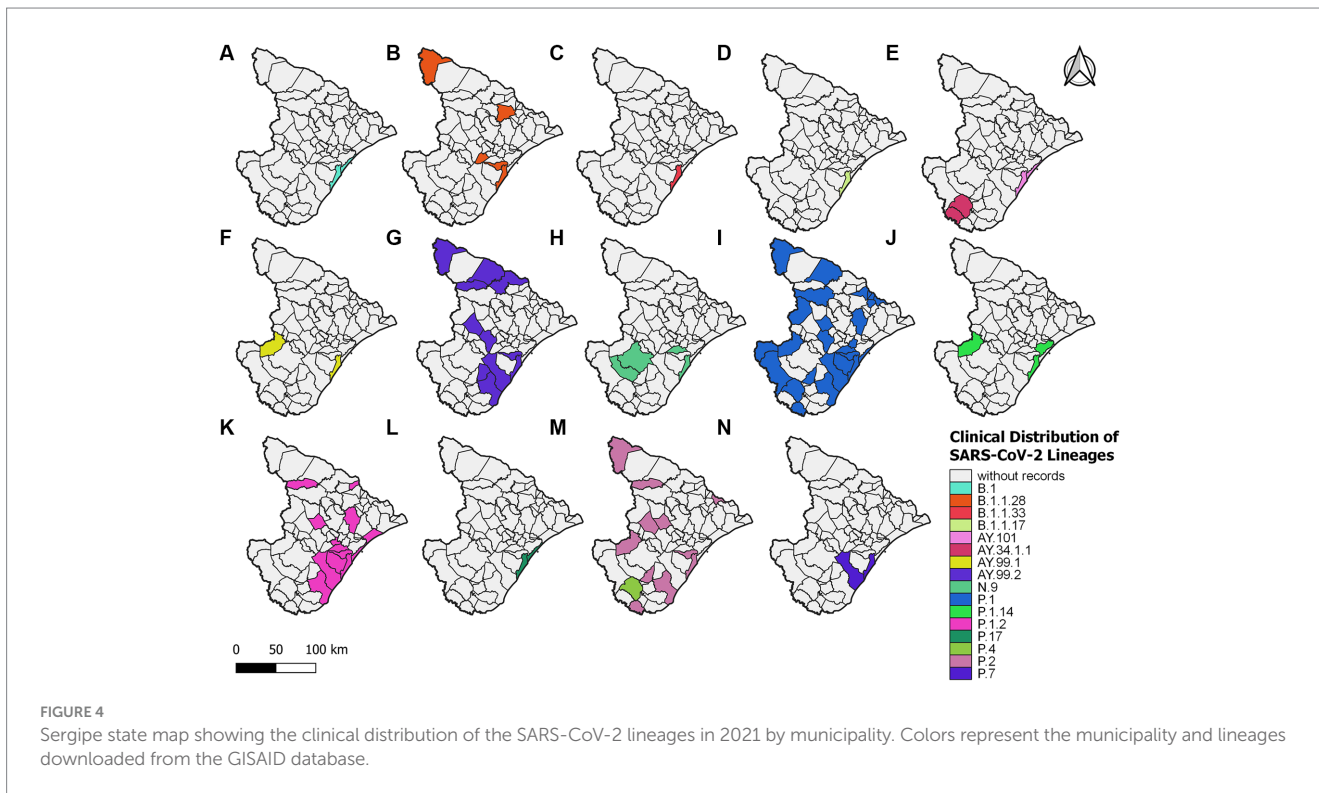 A B C D E
F G H I J
K L M N
Clinical Distribution of
SARS-CoV-2 Lineages
without records
B.1
B.1.1.28
B.1.1.33
B.1.1.17
AY.101
AY.34.1.1
AY.99.1
AY.99.2
N.9
P.1
P.1.14
P.1.2
P.17
P.4
P.2
P.7
0 50 100 km
FIGURE 4
Sergipe state map showing the clinical distribution of the SARS-CoV-2 lineages in 2021 by municipality. Colors represent the municipality and lineages
downloaded from the GISAID database.